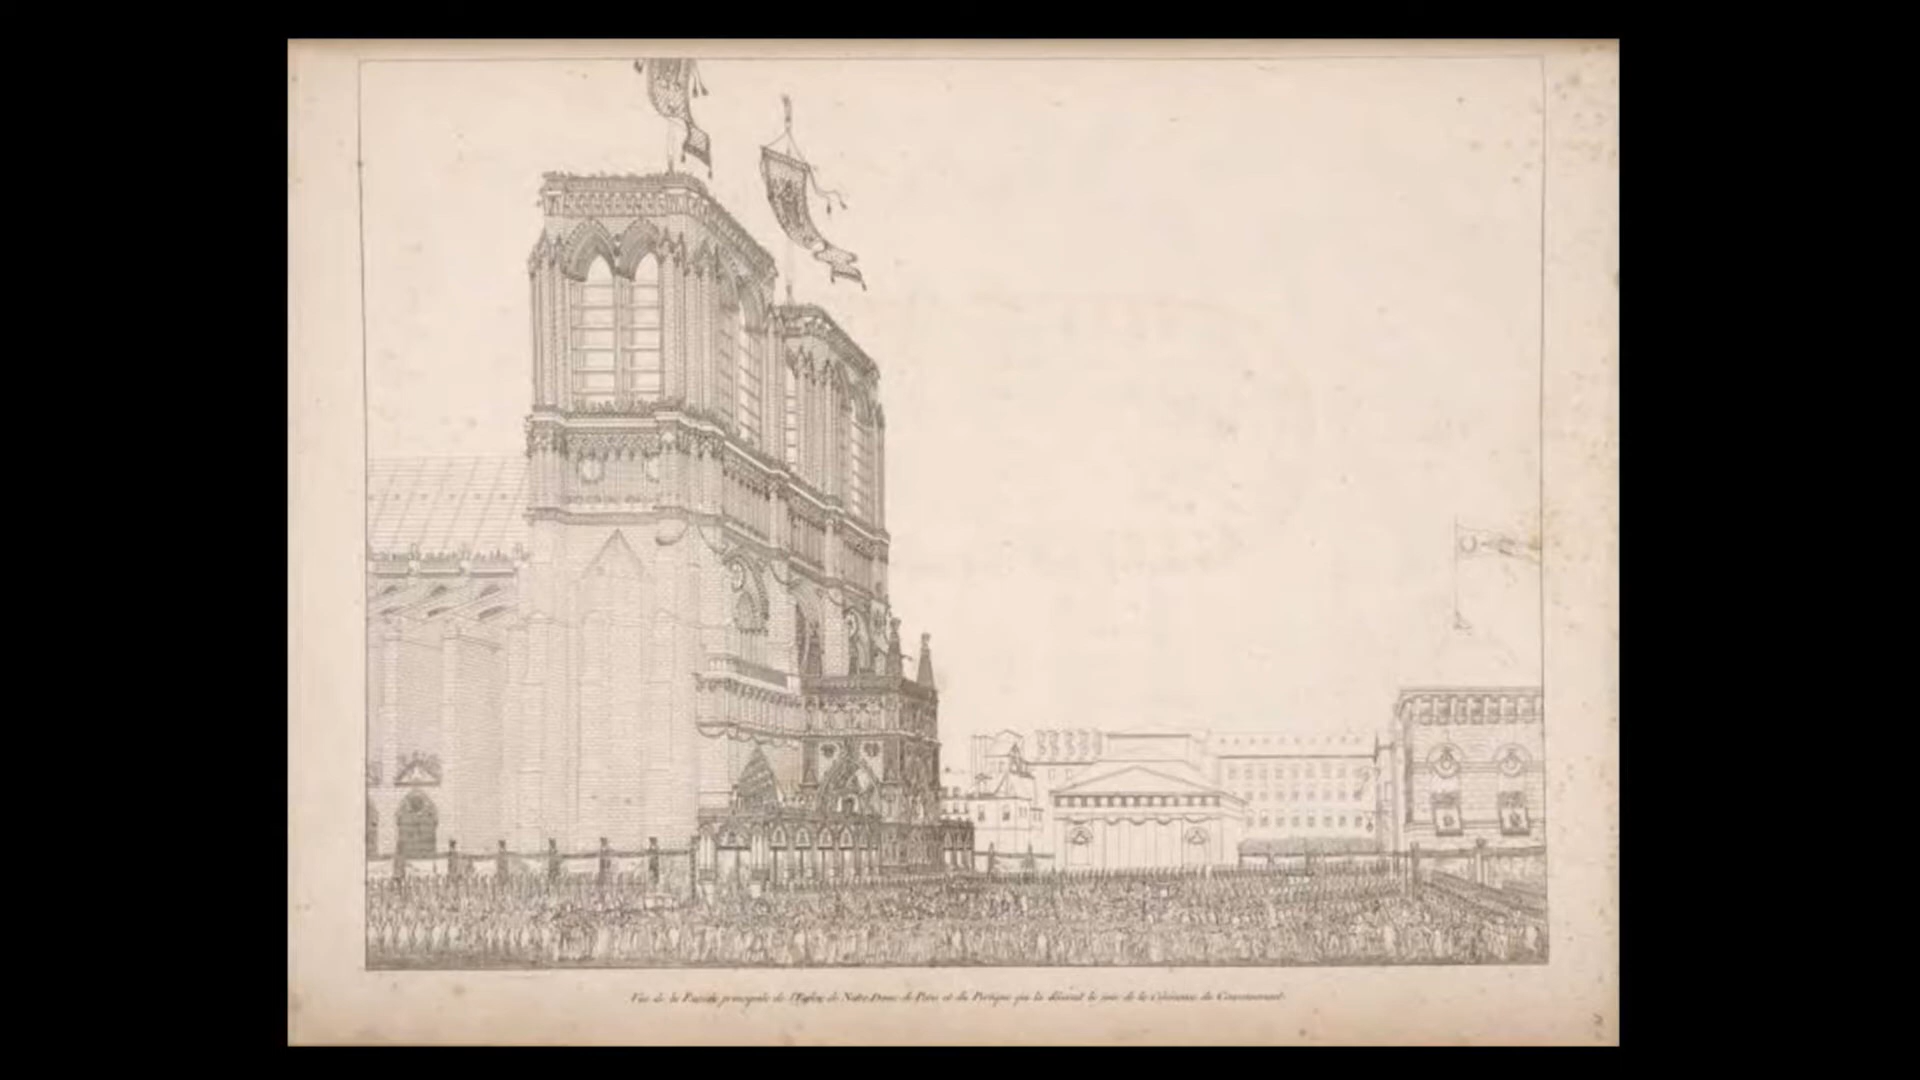 Vue de la Façade principale de l'Eglise de Notre-Dame de Paris et du Portique qui la décorait le jour de la Cérémonie du Couronnement.